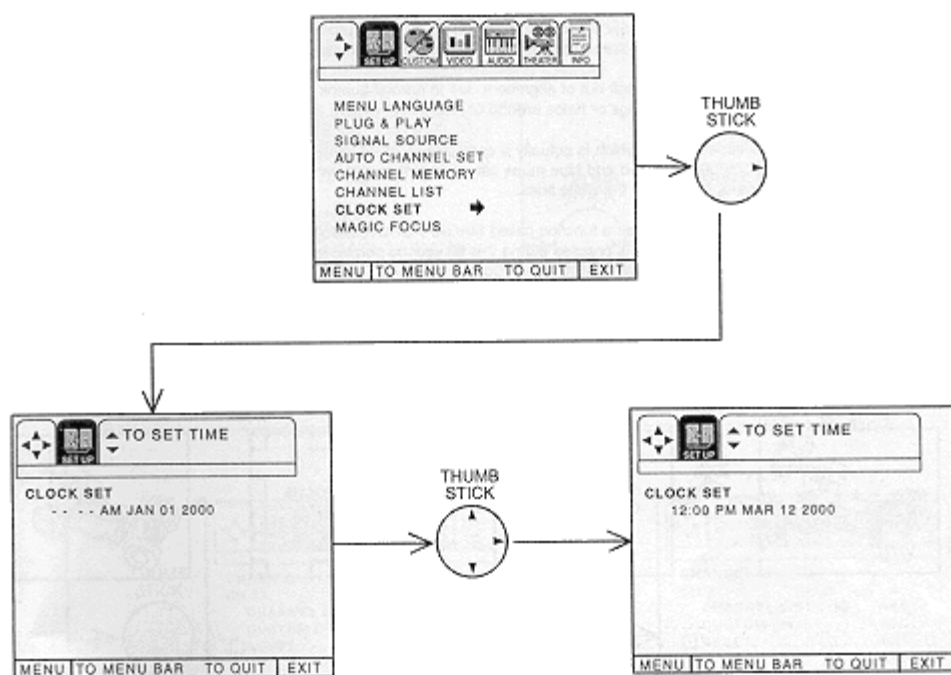 SET UP CUSTOM VIDEO AUDIO THEATER INFO
MENU LANGUAGE
PLUG & PLAY
SIGNAL SOURCE
AUTO CHANNEL SET
CHANNEL MEMORY
CHANNEL LIST
CLOCK SET
MAGIC FOCUS
MENU TO MENU BAR TO QUIT EXIT
THUMB
STICK
SET UP
TO SET TIME
CLOCK SET
- - - - AM JAN 01 2000
MENU TO MENU BAR TO QUIT EXIT
THUMB
STICK
SET UP
TO SET TIME
CLOCK SET
12:00 PM MAR 12 2000
MENU TO MENU BAR TO QUIT EXIT